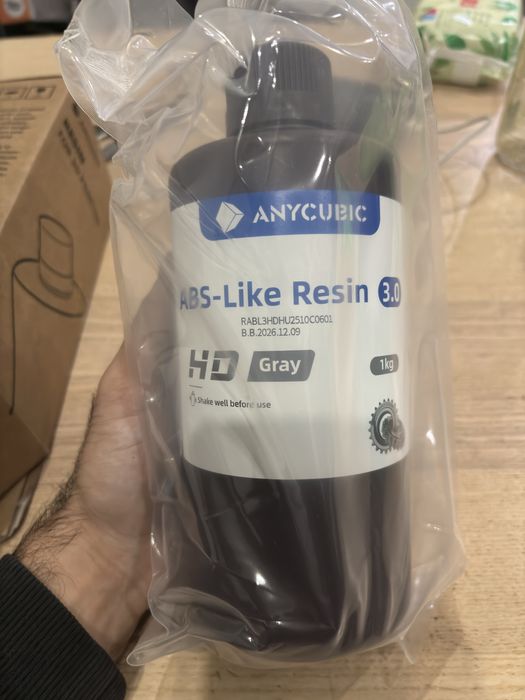 ANYCUBIC
ABS-Like Resin 3.0
RABL3HDHU2510C0601
B.B.2026.12.09
HD Gray 1kg
Shake well before use